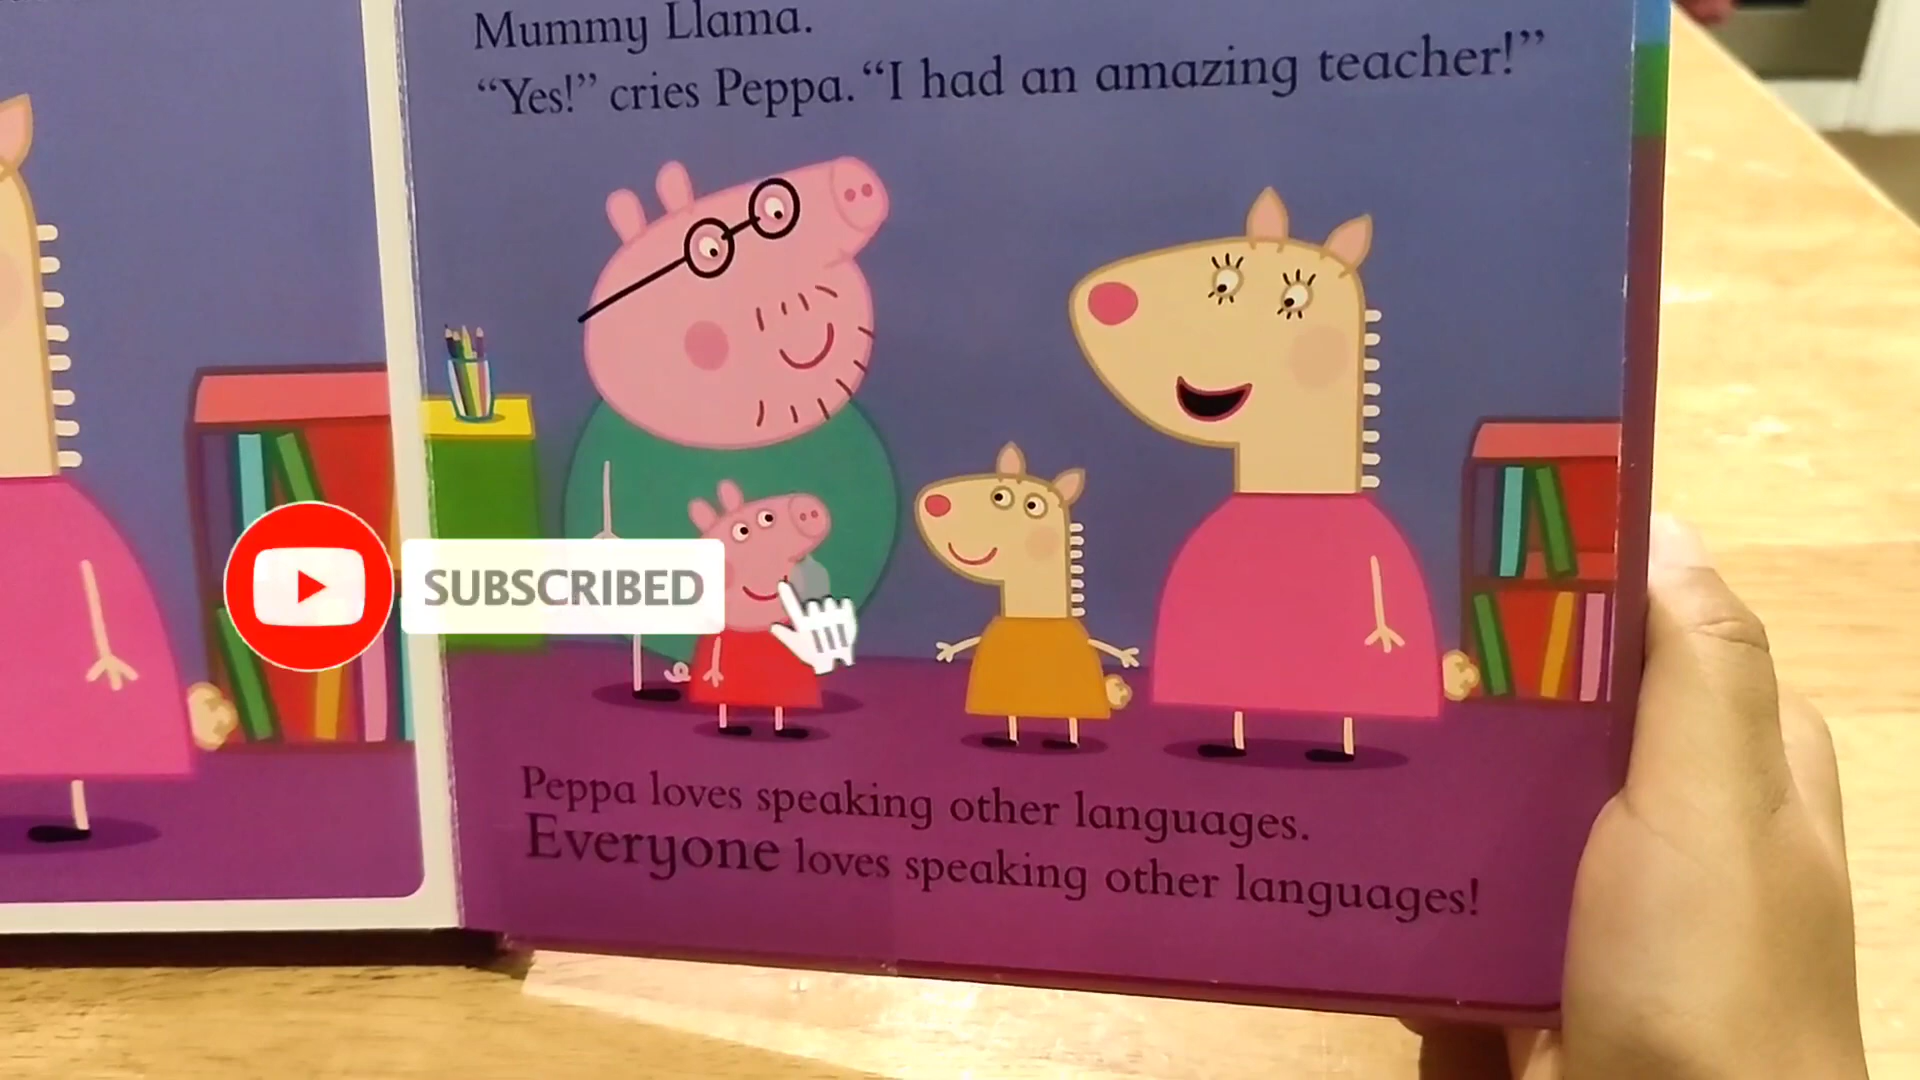 Mummy Llama.
“Yes!” cries Peppa. “I had an amazing teacher!”
SUBSCRIBED
Peppa loves speaking other languages.
Everyone loves speaking other languages!